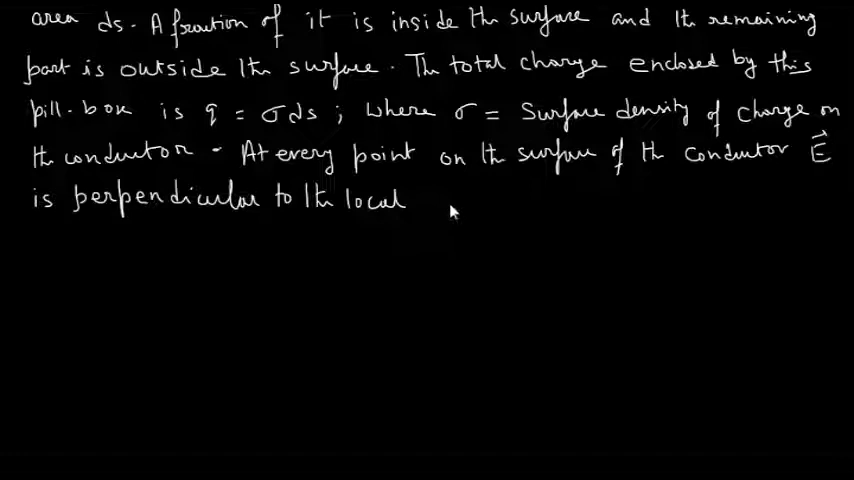 area ds. A fraction of it is inside the surface and the remaining
part is outside the surface. The total charge enclosed by this
pill-box is q = σds ; where σ = Surface density of charge on
the conductor. At every point on the surface of the conductor E⃗
is perpendicular to the local